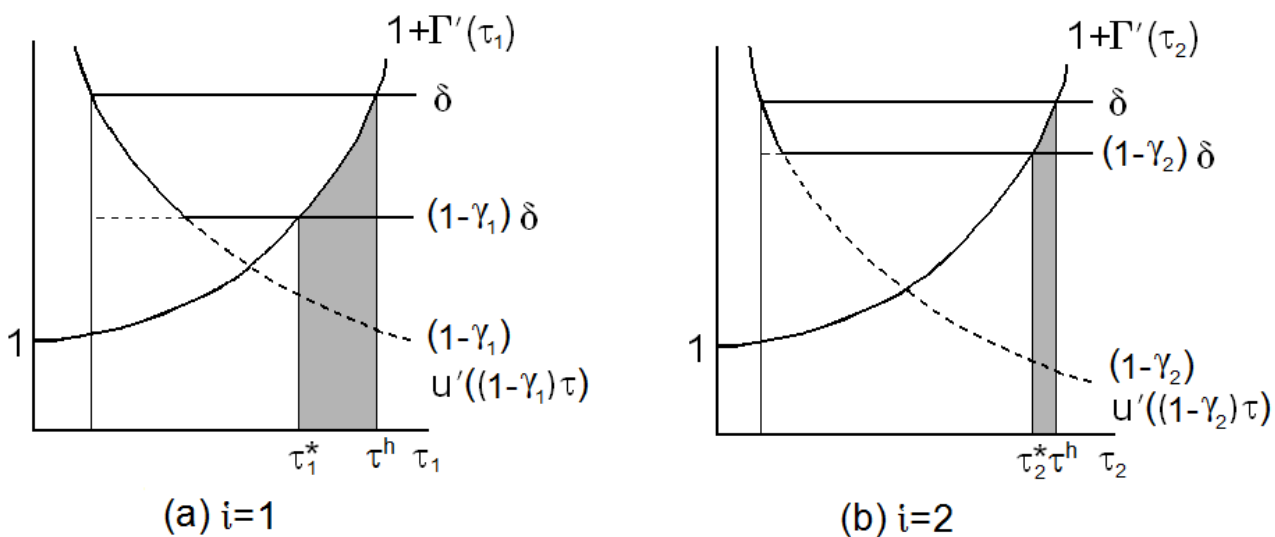 1+Γ′(τ₁)
δ
(1-γ₁) δ
1
(1-γ₁)
u′((1-γ₁)τ)
τ₁* τʰ τ₁
(a) i=1
1+Γ′(τ₂)
δ
(1-γ₂) δ
1
(1-γ₂)
u′((1-γ₂)τ)
τ₂* τʰ τ₂
(b) i=2